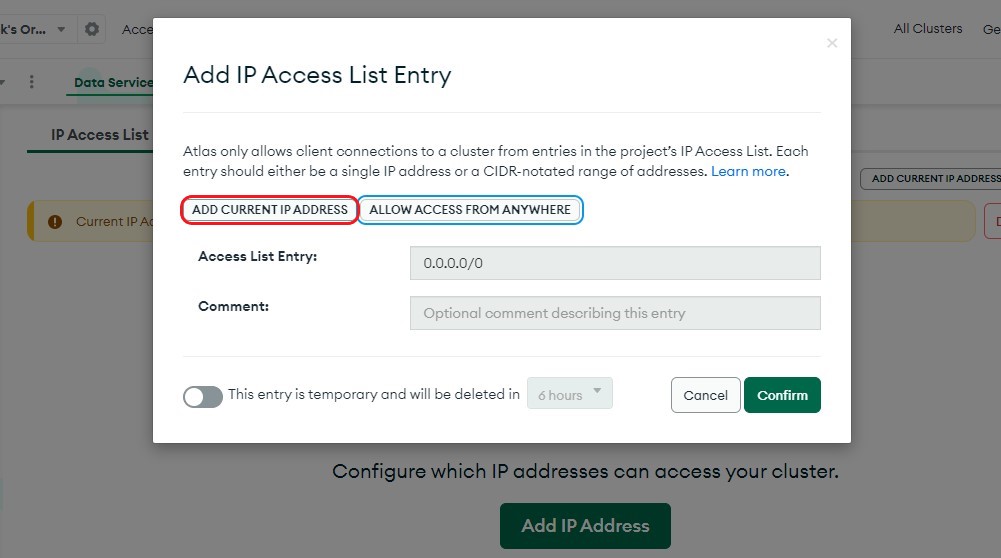 k's Or...
Acce
All Clusters
Ge
Data Service
IP Access List
ADD CURRENT IP ADDRESS
Current IP Ac
Add IP Access List Entry
Atlas only allows client connections to a cluster from entries in the project's IP Access List. Each
entry should either be a single IP address or a CIDR-notated range of addresses. Learn more.
ADD CURRENT IP ADDRESS
ALLOW ACCESS FROM ANYWHERE
Access List Entry:
0.0.0.0/0
Comment:
Optional comment describing this entry
This entry is temporary and will be deleted in
6 hours
Cancel
Confirm
Configure which IP addresses can access your cluster.
Add IP Address